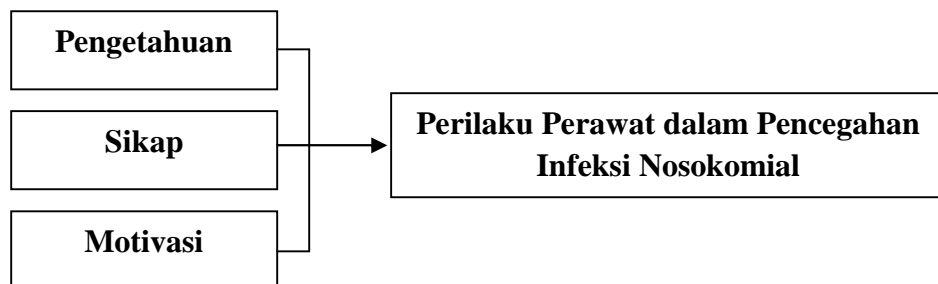 Pengetahuan
Sikap
Motivasi
Perilaku Perawat dalam Pencegahan
Infeksi Nosokomial